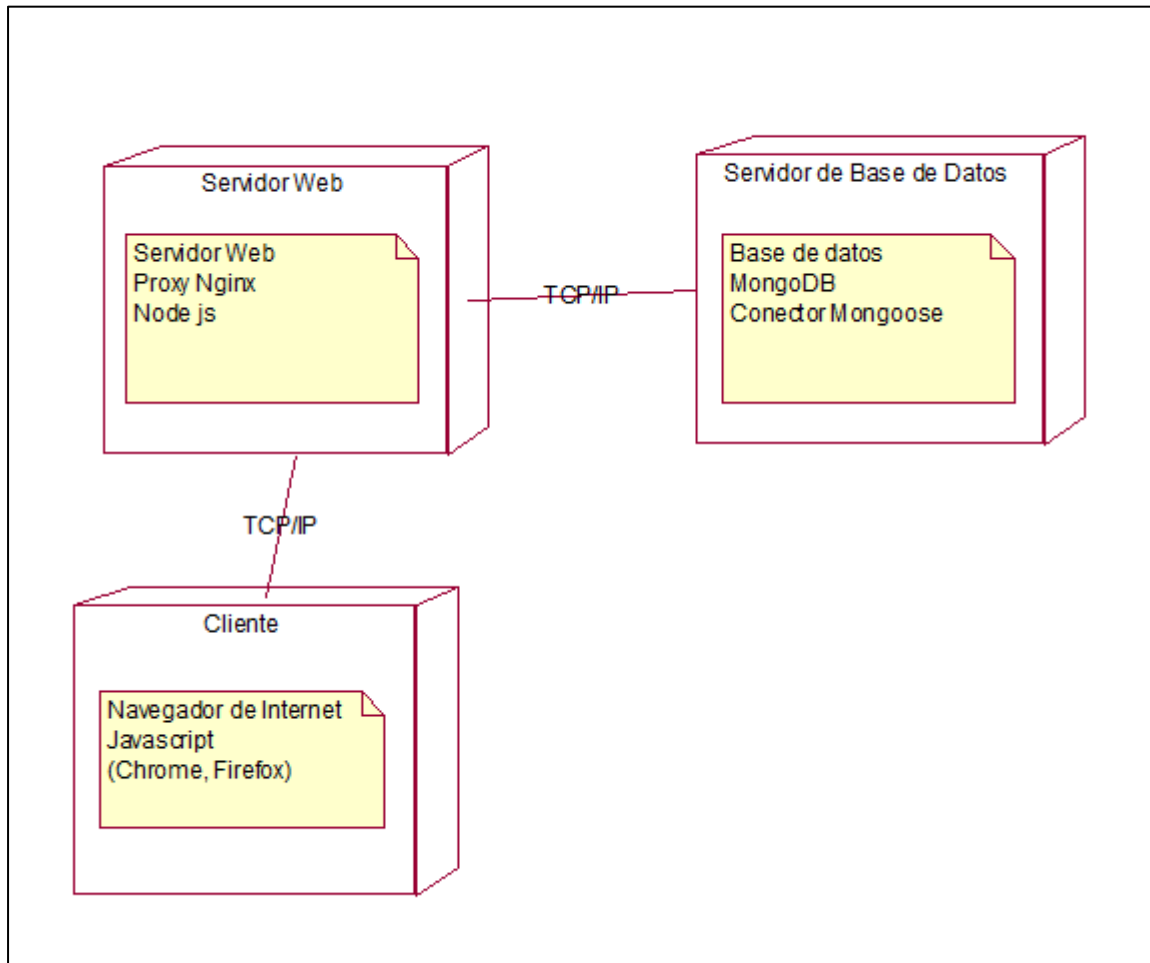 Servidor Web
Servidor Web
Proxy Nginx
Node js
TCP/IP
Servidor de Base de Datos
Base de datos
MongoDB
Conector Mongoose
TCP/IP
Cliente
Navegador de Internet
Javascript
(Chrome, Firefox)